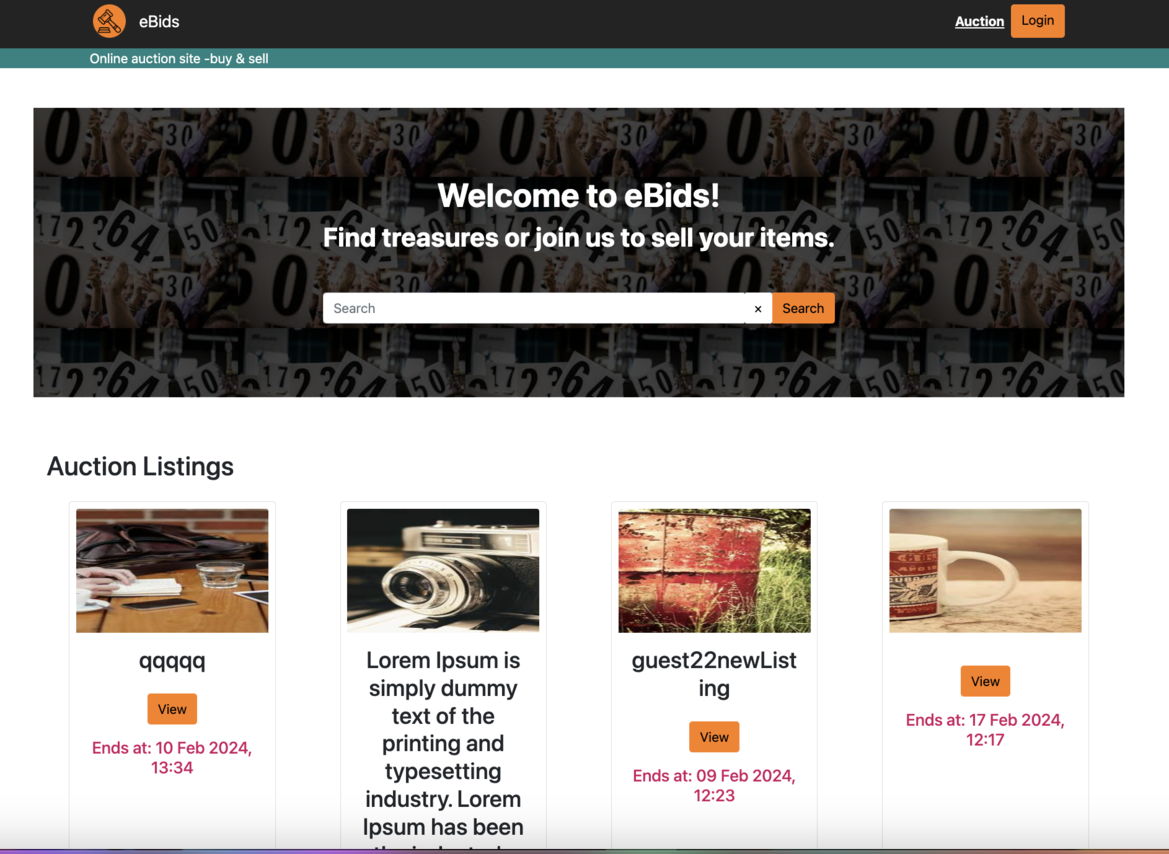 eBids
Auction
Login
Online auction site -buy & sell
Welcome to eBids!
Find treasures or join us to sell your items.
Search
×
Search
Auction Listings
qqqqq
View
Ends at: 10 Feb 2024,
13:34
Lorem Ipsum is
simply dummy
text of the
printing and
typesetting
industry. Lorem
Ipsum has been
guest22newList
ing
View
Ends at: 09 Feb 2024,
12:23
View
Ends at: 17 Feb 2024,
12:17